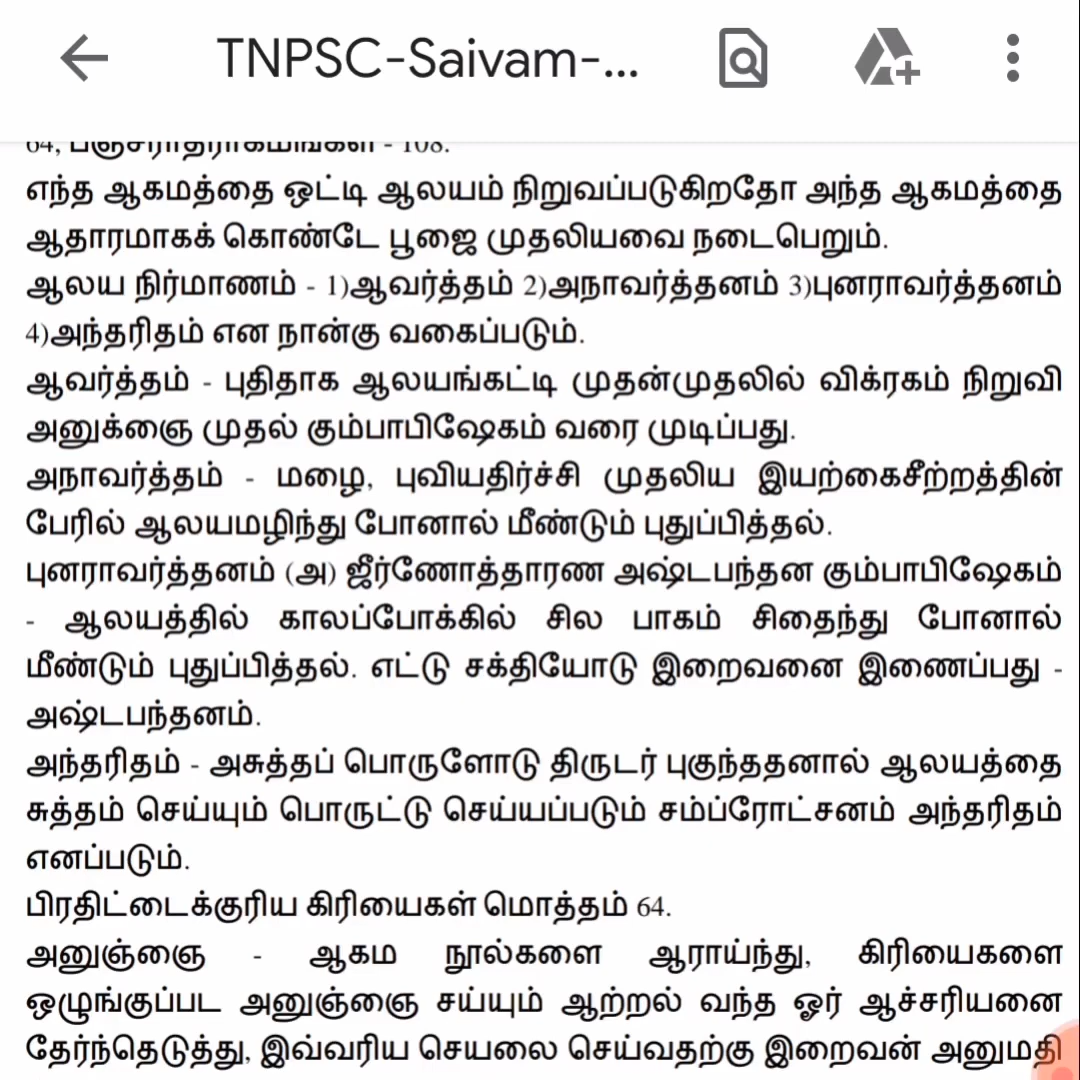 TNPSC-Saivam-...
64, பஞ்சராத்ராகமங்கள் - 108.
எந்த ஆகமத்தை ஒட்டி ஆலயம் நிறுவப்படுகிறதோ அந்த ஆகமத்தை
ஆதாரமாகக் கொண்டே பூஜை முதலியவை நடைபெறும்.
ஆலய நிர்மாணம் - 1)ஆவர்த்தம் 2)அநாவர்த்தனம் 3)புனராவர்த்தனம்
4)அந்தரிதம் என நான்கு வகைப்படும்.
ஆவர்த்தம் - புதிதாக ஆலயங்கட்டி முதன்முதலில் விக்ரகம் நிறுவி
அனுக்ஞை முதல் கும்பாபிஷேகம் வரை முடிப்பது.
அநாவர்த்தம் - மழை, புவியதிர்ச்சி முதலிய இயற்கைசீற்றத்தின்
பேரில் ஆலயமழிந்து போனால் மீண்டும் புதுப்பித்தல்.
புனராவர்த்தனம் (அ) ஜீர்ணோத்தாரண அஷ்டபந்தன கும்பாபிஷேகம்
- ஆலயத்தில் காலப்போக்கில் சில பாகம் சிதைந்து போனால்
மீண்டும் புதுப்பித்தல். எட்டு சக்தியோடு இறைவனை இணைப்பது -
அஷ்டபந்தனம்.
அந்தரிதம் - அசுத்தப் பொருளோடு திருடர் புகுந்ததனால் ஆலயத்தை
சுத்தம் செய்யும் பொருட்டு செய்யப்படும் சம்ப்ரோட்சனம் அந்தரிதம்
எனப்படும்.
பிரதிட்டைக்குரிய கிரியைகள் மொத்தம் 64.
அனுஞ்ஞை - ஆகம நூல்களை ஆராய்ந்து, கிரியைகளை
ஒழுங்குப்பட அனுஞ்ஞை சய்யும் ஆற்றல் வந்த ஓர் ஆச்சரியனை
தேர்ந்தெடுத்து, இவ்வரிய செயலை செய்வதற்கு இறைவன் அனுமதி